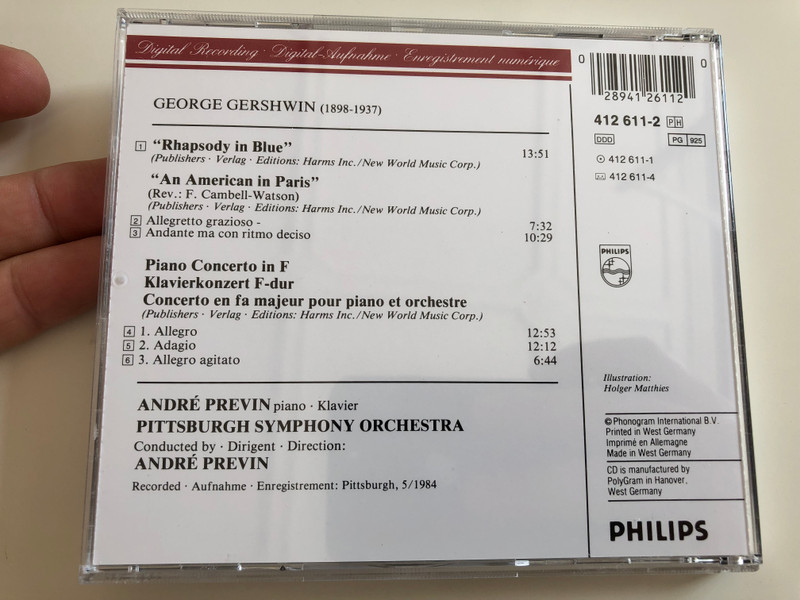 Digital Recording · Digital-Aufnahme · Enregistrement numérique
GEORGE GERSHWIN (1898-1937)
1 “Rhapsody in Blue” 13:51
(Publishers · Verlag · Editions: Harms Inc./New World Music Corp.)
“An American in Paris”
(Rev.: F. Cambell-Watson)
(Publishers · Verlag · Editions: Harms Inc./New World Music Corp.)
2 Allegretto grazioso - 7:32
3 Andante ma con ritmo deciso 10:29
Piano Concerto in F
Klavierkonzert F-dur
Concerto en fa majeur pour piano et orchestre
(Publishers · Verlag · Editions: Harms Inc./New World Music Corp.)
4 1. Allegro 12:53
5 2. Adagio 12:12
6 3. Allegro agitato 6:44
ANDRÉ PREVIN piano · Klavier
PITTSBURGH SYMPHONY ORCHESTRA
Conducted by · Dirigent · Direction:
ANDRÉ PREVIN
Recorded · Aufnahme · Enregistrement: Pittsburgh, 5/1984
0 28941 26112 0
412 611-2 PH
DDD PG 925
412 611-1
412 611-4
PHILIPS
Illustration:
Holger Matthies
© Phonogram International B.V.
Printed in West Germany
Imprimé en Allemagne
Made in West Germany
CD is manufactured by
PolyGram in Hanover,
West Germany
PHILIPS